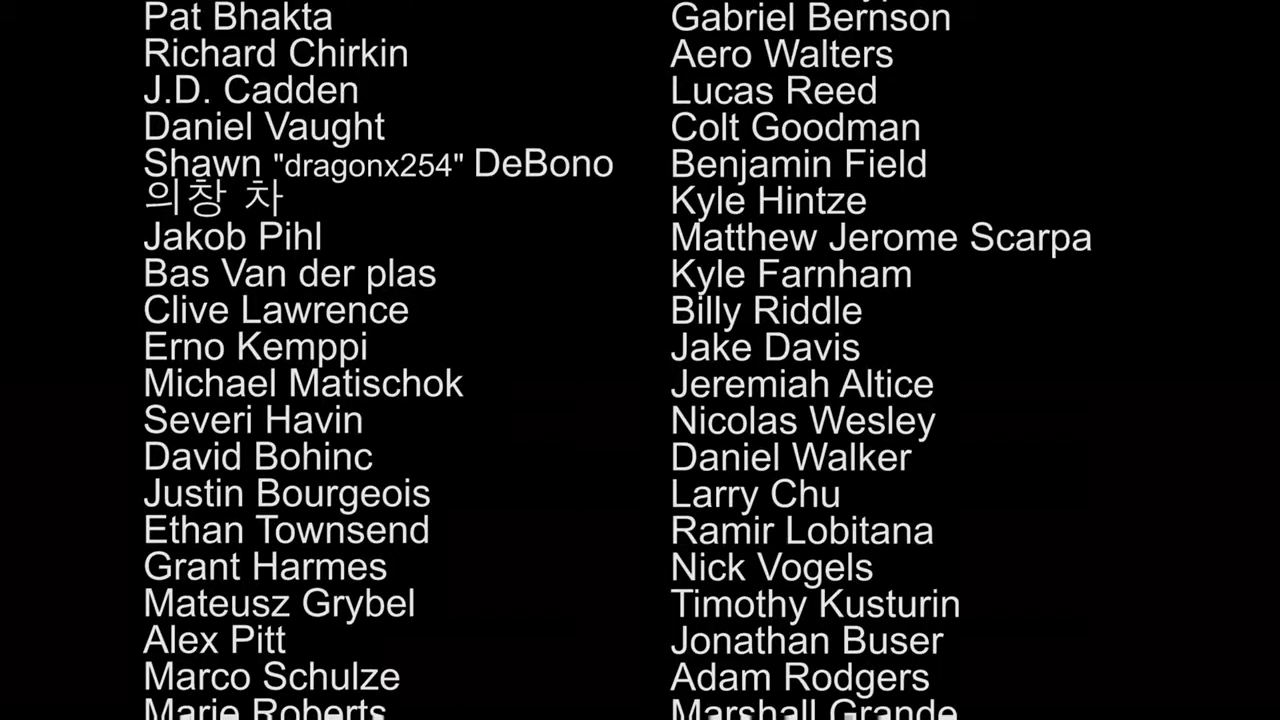 Pat Bhakta
Richard Chirkin
J.D. Cadden
Daniel Vaught
Shawn "dragonx254" DeBono
의창 차
Jakob Pihl
Bas Van der plas
Clive Lawrence
Erno Kemppi
Michael Matischok
Severi Havin
David Bohinc
Justin Bourgeois
Ethan Townsend
Grant Harmes
Mateusz Grybel
Alex Pitt
Marco Schulze
Marie Roberts
Gabriel Bernson
Aero Walters
Lucas Reed
Colt Goodman
Benjamin Field
Kyle Hintze
Matthew Jerome Scarpa
Kyle Farnham
Billy Riddle
Jake Davis
Jeremiah Altice
Nicolas Wesley
Daniel Walker
Larry Chu
Ramir Lobitana
Nick Vogels
Timothy Kusturin
Jonathan Buser
Adam Rodgers
Marshall Grande